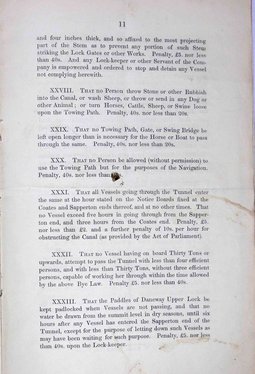 11
and four inches thick, and so affixed to the most projecting
part of the Stem as to prevent any portion of such Stem
striking the Lock Gates or other Works. Penalty, £5. nor less
than 40s. And any Lock-keeper or other Servant of the Com-
pany is empowered and ordered to stop and detain any Vessel
not complying herewith.
XXVIII. THAT no PERSON throw Stone or other Rubbish
into the Canal, or wash Sheep, or throw or send in any Dog or
other Animal; or turn Horses, Cattle, Sheep, or Swine loose
upon the Towing Path. Penalty, 40s. nor less than 20s.
XXIX. THAT no Towing Path, Gate, or Swing Bridge be
left open longer than is necessary for the Horse or Boat to pass
through the same. Penalty, 40s. nor less than 20s.
XXX. THAT no Person be allowed (without permission) to
use the Towing Path but for the purposes of the Navigation.
Penalty, 40s. nor less than
XXXI. THAT all Vessels going through the Tunnel enter
the same at the hour stated on the Notice Boards fixed at the
Coates and Sapperton ends thereof, and at no other times. That
no Vessel exceed five hours in going through from the Sapper-
ton end, and three hours from the Coates end. Penalty, £5.
nor less than £2. and a further penalty of 10s. per hour for
obstructing the Canal (as provided by the Act of Parliament).
XXXII. THAT no Vessel having on board Thirty Tons or
upwards, attempt to pass the Tunnel with less than four efficient
persons, and with less than Thirty Tons, without three efficient
persons, capable of working her through within the time allowed
by the above Bye Law. Penalty £5. nor less than 40s.
XXXIII. THAT the Paddles of Daneway Upper Lock be
kept padlocked when Vessels are not passing, and that no
water be drawn from the summit level in dry seasons, until six
hours after any Vessel has entered the Sapperton end of the
Tunnel, except for the purpose of letting down such Vessels as
may have been waiting for such purpose. Penalty, £5. nor less
than 40s. upon the Lock-keeper.